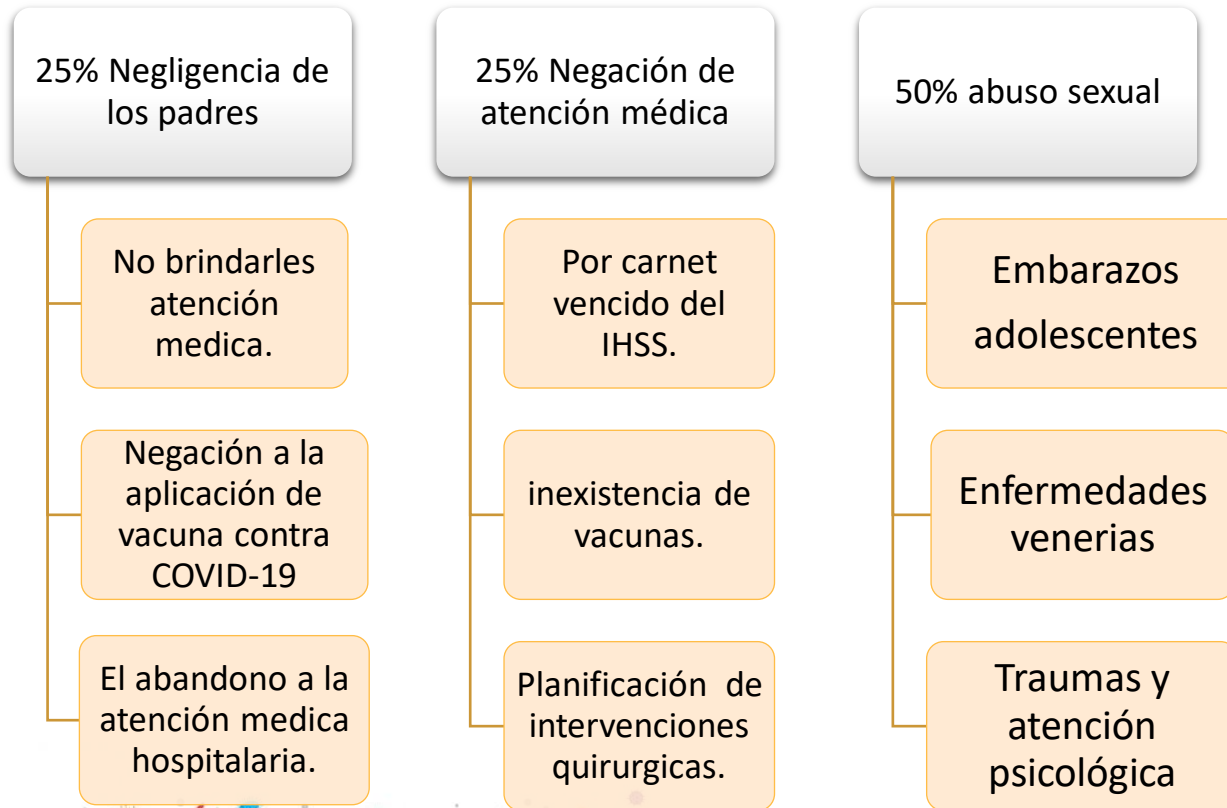 25% Negligencia de
los padres
No brindarles
atención
medica.
Negación a la
aplicación de
vacuna contra
COVID-19
El abandono a la
atención medica
hospitalaria.
25% Negación de
atención médica
Por carnet
vencido del
IHSS.
inexistencia de
vacunas.
Planificación de
intervenciones
quirurgicas.
50% abuso sexual
Embarazos
adolescentes
Enfermedades
venerias
Traumas y
atención
psicológica